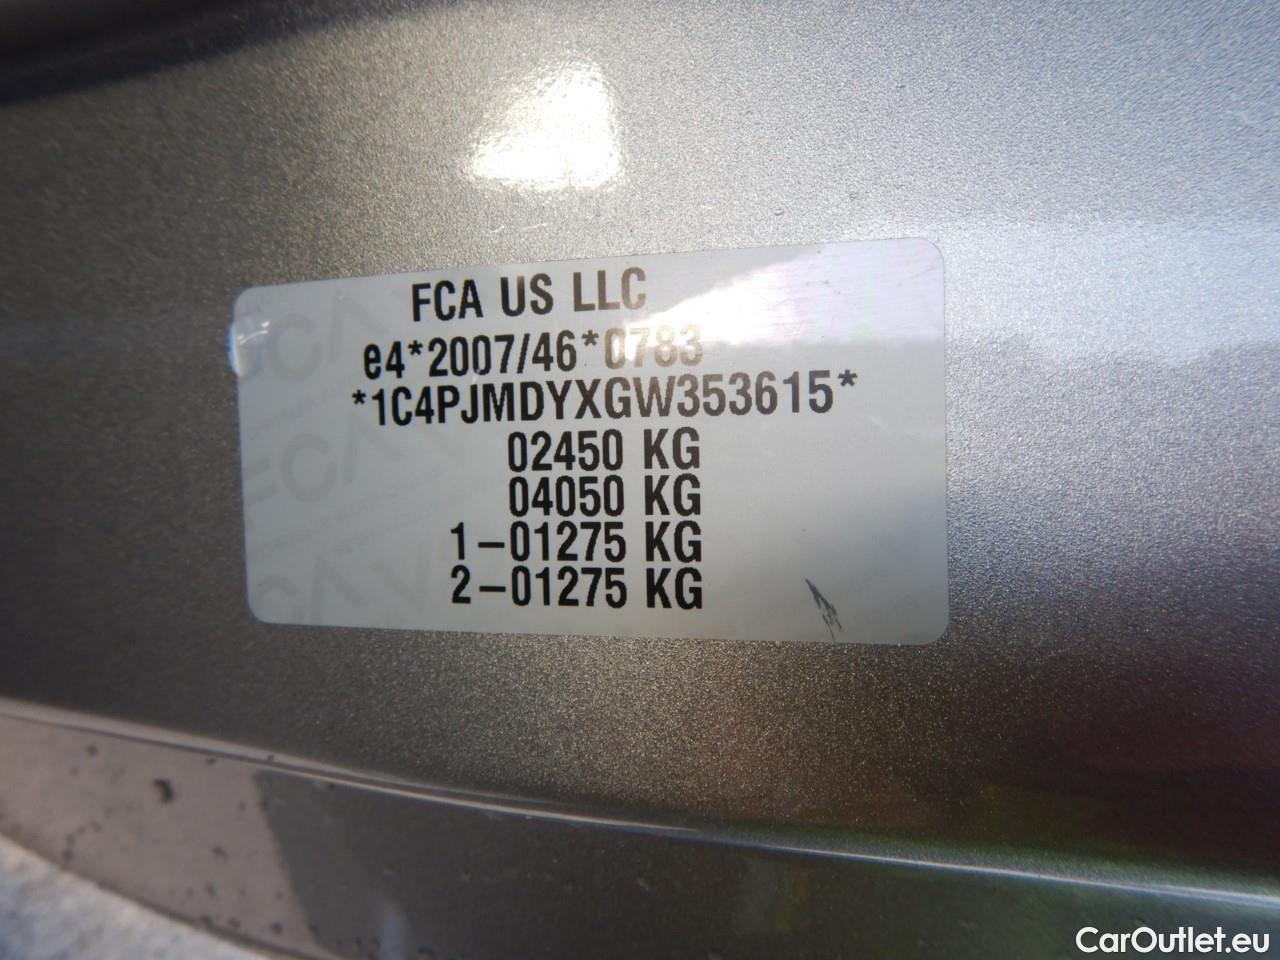 FCA US LLC
e4*2007/46*0783
*1C4PJMDYXGW353615*
02450 KG
04050 KG
1-01275 KG
2-01275 KG
CarOutlet.eu